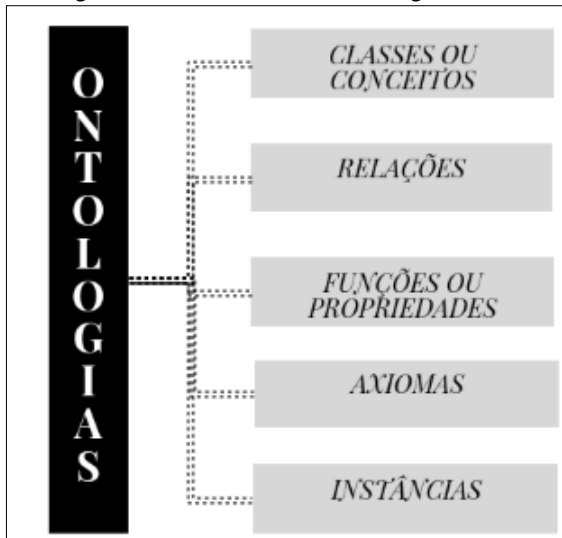 ONTOLOGIAS
CLASSES OU
CONCEITOS
RELAÇÕES
FUNÇÕES OU
PROPRIEDADES
AXIOMAS
INSTÂNCIAS